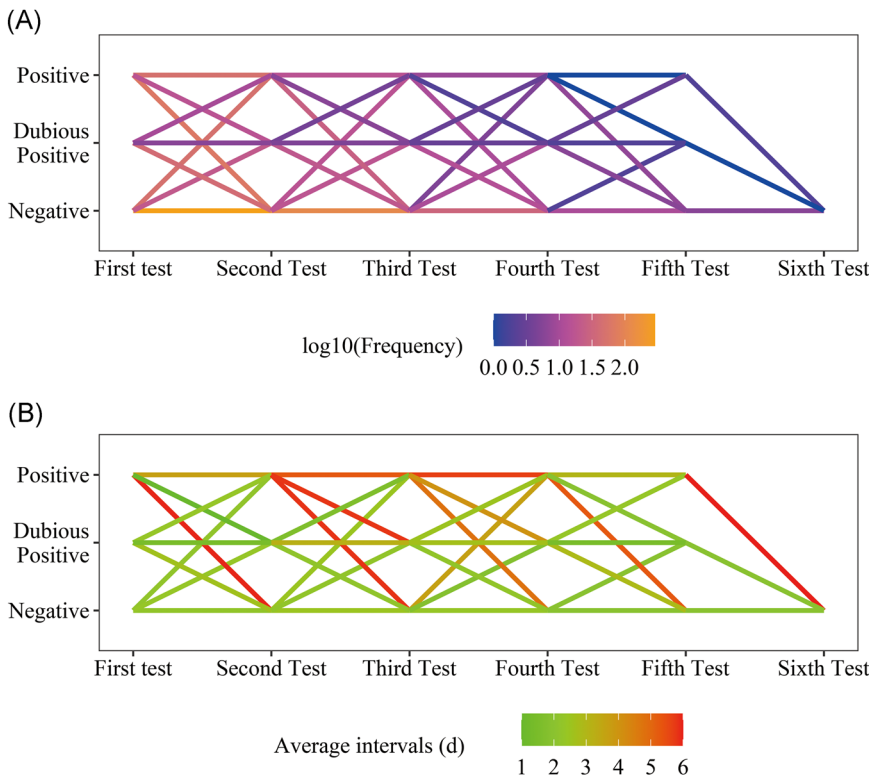 (A)
Positive
Dubious
Positive
Negative
First test Second Test Third Test Fourth Test Fifth Test Sixth Test
log10(Frequency)
0.0 0.5 1.0 1.5 2.0
(B)
Positive
Dubious
Positive
Negative
First test Second Test Third Test Fourth Test Fifth Test Sixth Test
Average intervals (d)
1 2 3 4 5 6